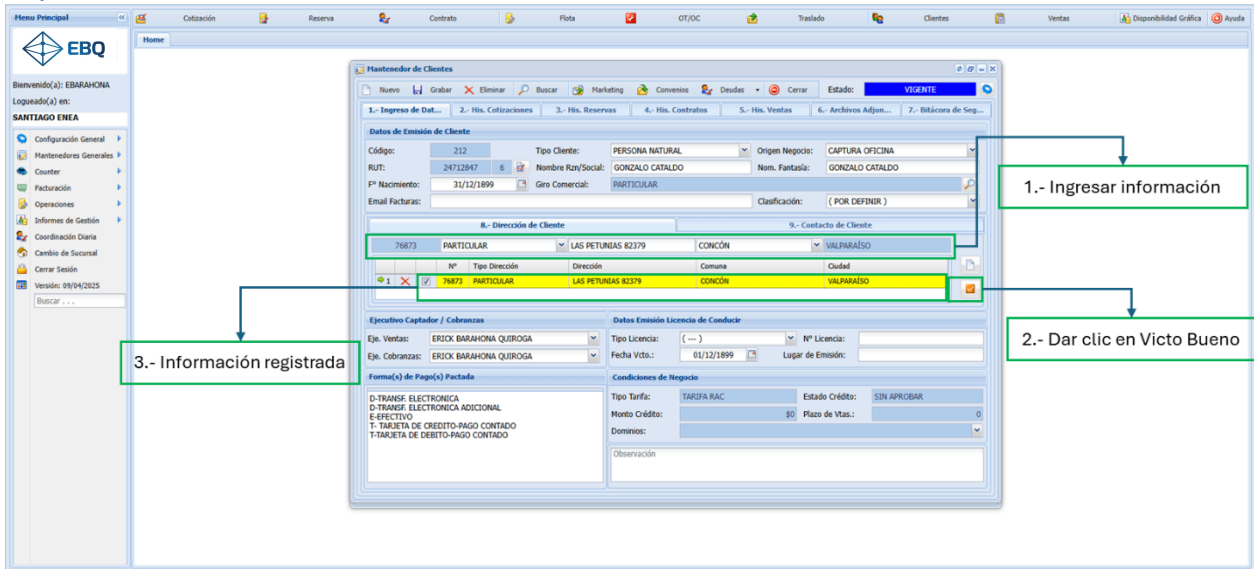 Menu Principal
Cotización Reserva Contrato Flota OT/OC Traslado Clientes Ventas Disponibilidad Gráfica Ayuda
EBQ
Home
Bienvenido(a): EBARAHONA
Logueado(a) en:
SANTIAGO ENEA
Configuración General
Mantenedores Generales
Counter
Facturación
Operaciones
Informes de Gestión
Coordinación Diaria
Cambio de Sucursal
Cerrar Sesión
Versión: 09/04/2025
Buscar . . .
Mantenedor de Clientes
Nuevo Grabar Eliminar Buscar Marketing Convenios Deudas Cerrar Estado: VIGENTE
1.- Ingreso de Dat... 2.- His. Cotizaciones 3.- His. Reservas 4.- His. Contratos 5.- His. Ventas 6.- Archivos Adjun... 7.- Bitácora de Seg...
Datos de Emisión de Cliente
Código: 212 Tipo Cliente: PERSONA NATURAL Origen Negocio: CAPTURA OFICINA
RUT: 24712847 6 Nombre Rzn/Social: GONZALO CATALDO Nom. Fantasía: GONZALO CATALDO
Fº Nacimiento: 31/12/1899 Giro Comercial: PARTICULAR
Email Facturas: Clasificación: ( POR DEFINIR )
8.- Dirección de Cliente 9.- Contacto de Cliente
76873 PARTICULAR LAS PETUNIAS 82379 CONCÓN VALPARAÍSO
Nº Tipo Dirección Dirección Comuna Ciudad
1 76873 PARTICULAR LAS PETUNIAS 82379 CONCÓN VALPARAÍSO
Ejecutivo Captador / Cobranzas
Eje. Ventas: ERICK BARAHONA QUIROGA
Eje. Cobranzas: ERICK BARAHONA QUIROGA
Datos Emisión Licencia de Conducir
Tipo Licencia: ( --- ) Nº Licencia:
Fecha Vcto.: 01/12/1899 Lugar de Emisión:
Forma(s) de Pago(s) Pactada
D-TRANSF. ELECTRONICA
D-TRANSF. ELECTRONICA ADICIONAL
E-EFECTIVO
T- TARJETA DE CREDITO-PAGO CONTADO
T-TARJETA DE DEBITO-PAGO CONTADO
Condiciones de Negocio
Tipo Tarifa: TARIFA RAC Estado Crédito: SIN APROBAR
Monto Crédito: $0 Plazo de Vtas.: 0
Dominios:
Observación
1.- Ingresar información
2.- Dar clic en Victo Bueno
3.- Información registrada